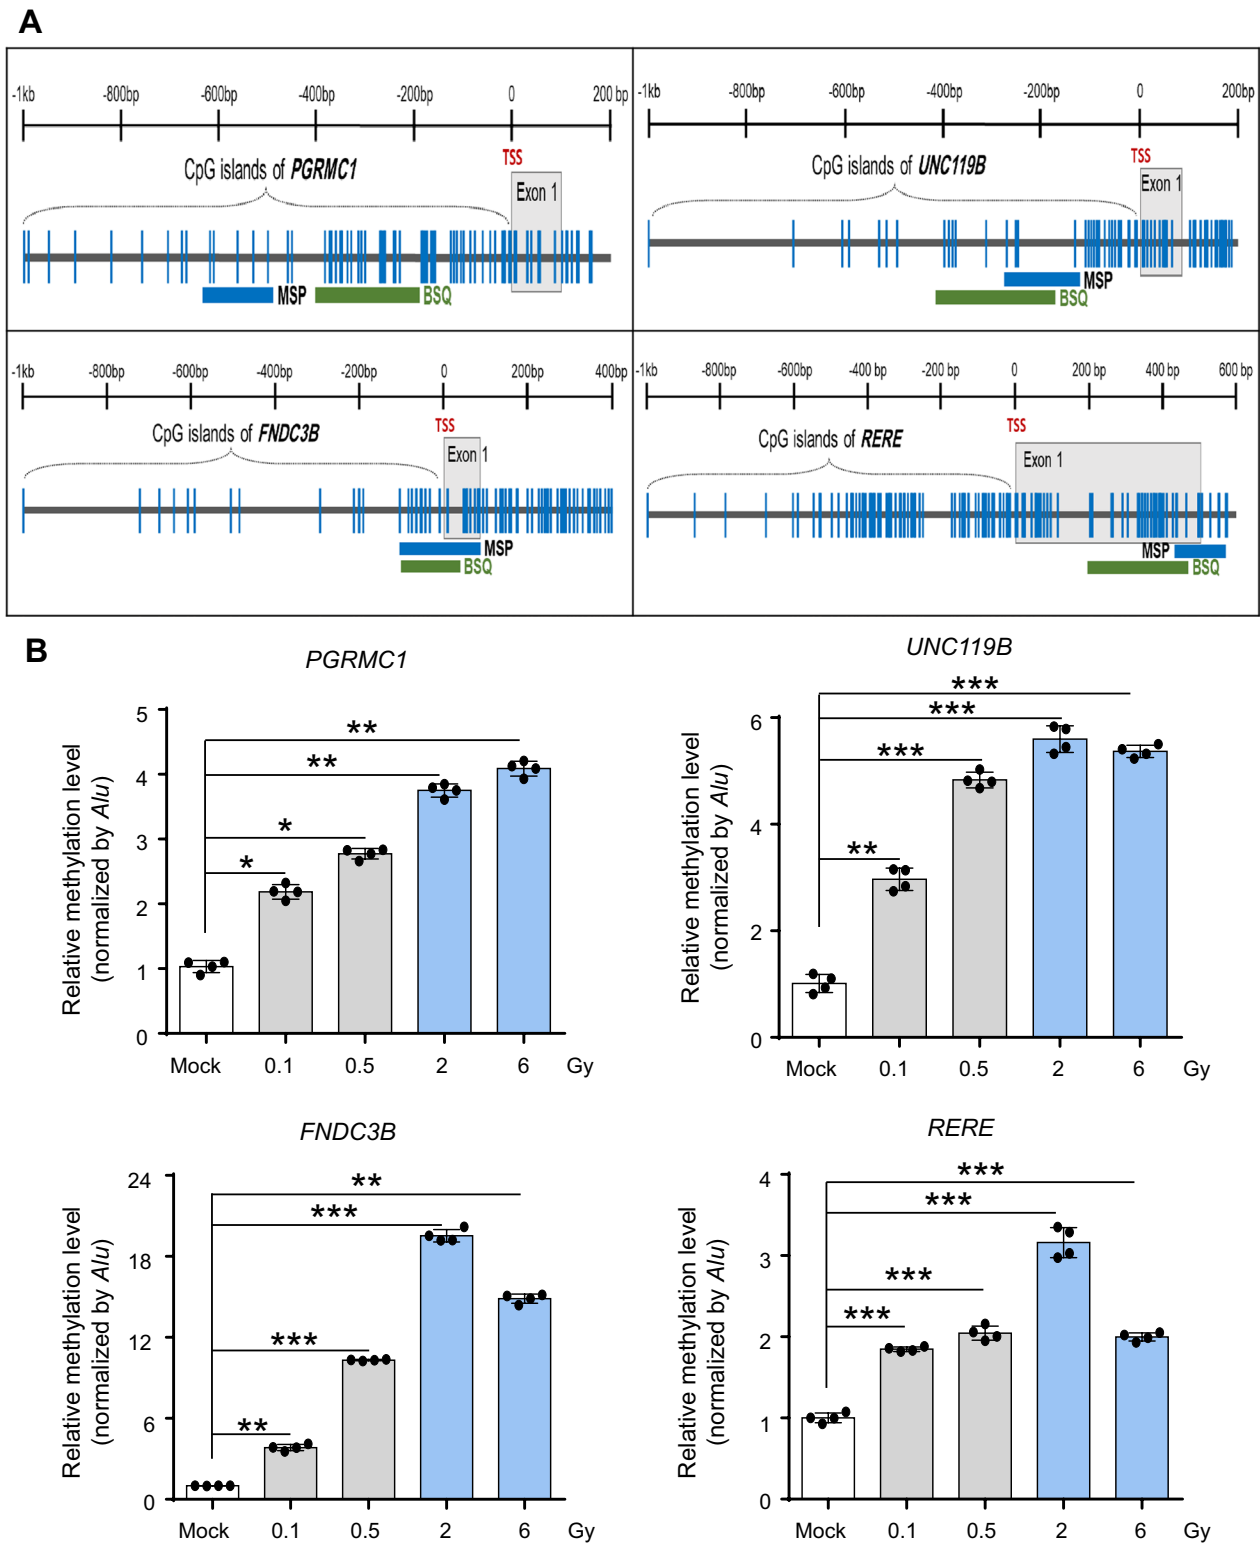 A
-1kb -800bp -600bp -400bp -200bp 0 200 bp
TSS
CpG islands of PGRMC1
Exon 1
MSP
BSQ
-1kb -800bp -600bp -400bp -200bp 0 200bp
TSS
CpG islands of UNC119B
Exon 1
MSP
BSQ
-1kb -800bp -600bp -400bp -200bp 0 200bp 400bp
TSS
CpG islands of FNDC3B
Exon 1
MSP
BSQ
-1kb -800bp -600bp -400 bp -200bp 0 200 bp 400 bp 600 bp
TSS
CpG islands of RERE
Exon 1
MSP
BSQ
B
PGRMC1
Relative methylation level
(normalized by Alu)
5
4
3
2
1
0
**
**
*
*
Mock 0.1 0.5 2 6 Gy
UNC119B
Relative methylation level
(normalized by Alu)
6
4
2
0
***
***
***
**
Mock 0.1 0.5 2 6 Gy
FNDC3B
Relative methylation level
(normalized by Alu)
24
18
12
6
0
**
***
***
**
Mock 0.1 0.5 2 6 Gy
RERE
Relative methylation level
(normalized by Alu)
4
3
2
1
0
***
***
***
***
Mock 0.1 0.5 2 6 Gy